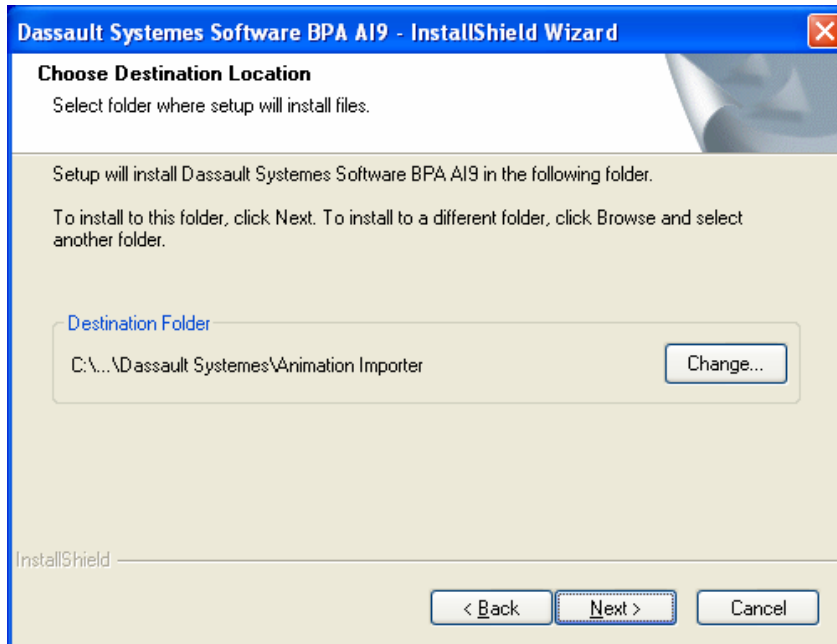 Dassault Systemes Software BPA AI9 - InstallShield Wizard
Choose Destination Location
Select folder where setup will install files.
Setup will install Dassault Systemes Software BPA AI9 in the following folder.
To install to this folder, click Next. To install to a different folder, click Browse and select
another folder.
Destination Folder
C:\...\Dassault Systemes\Animation Importer
Change...
InstallShield
< Back
Next >
Cancel